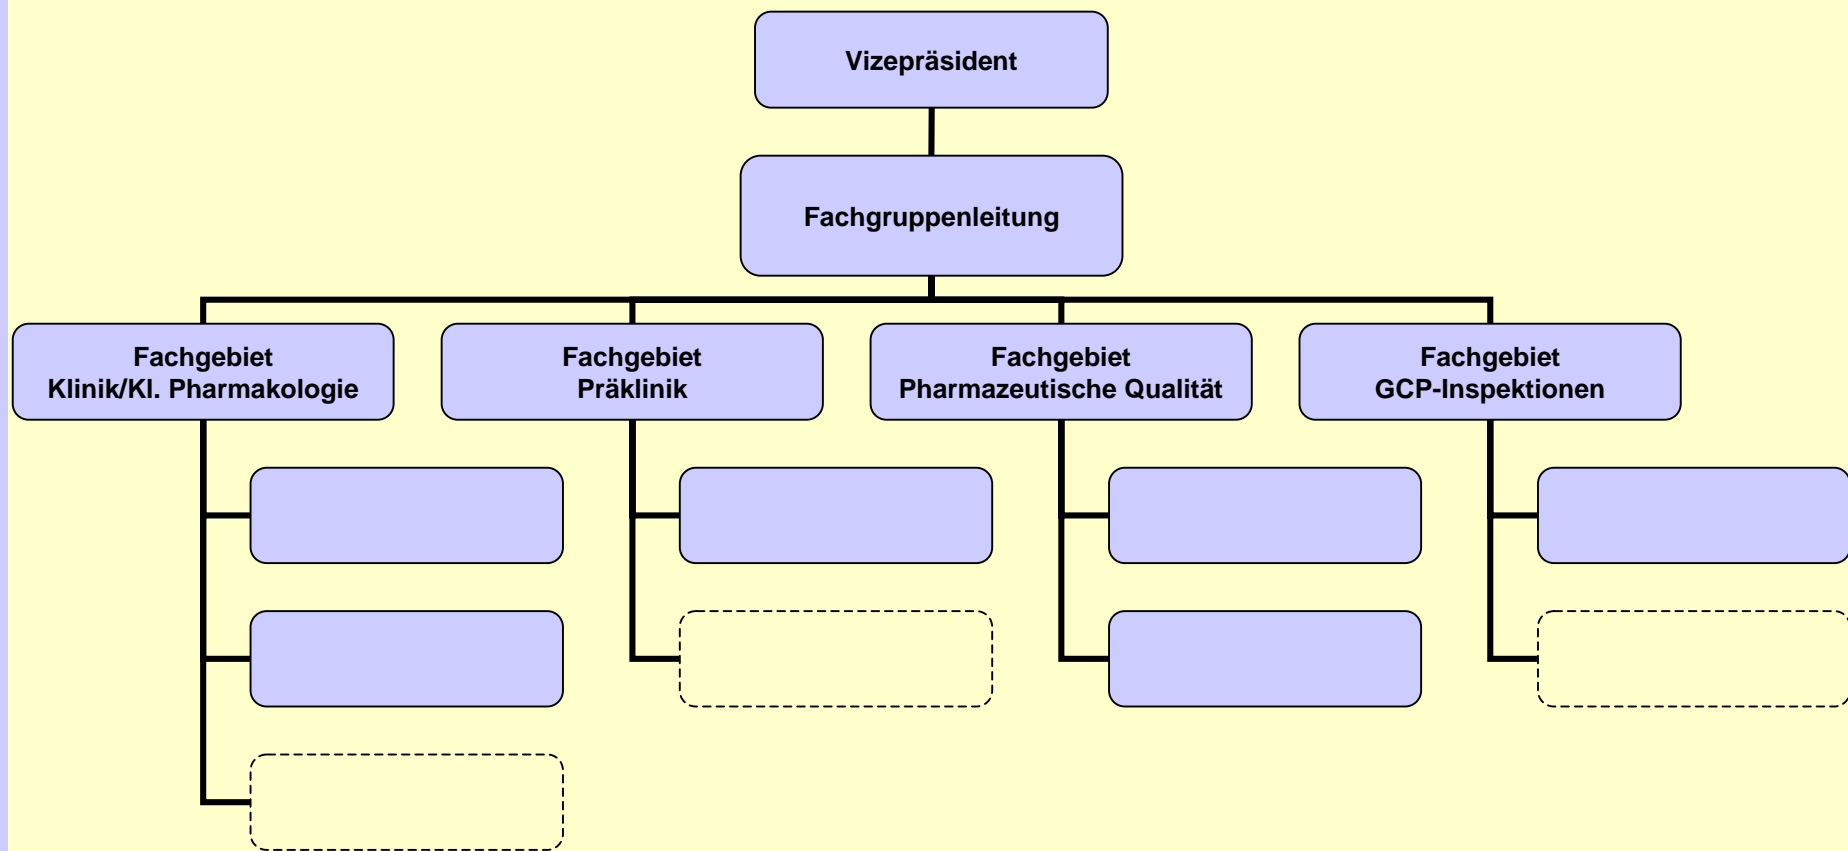 Vizepräsident
Fachgruppenleitung
Fachgebiet
Klinik/Kl. Pharmakologie
Fachgebiet
Präklinik
Fachgebiet
Pharmazeutische Qualität
Fachgebiet
GCP-Inspektionen